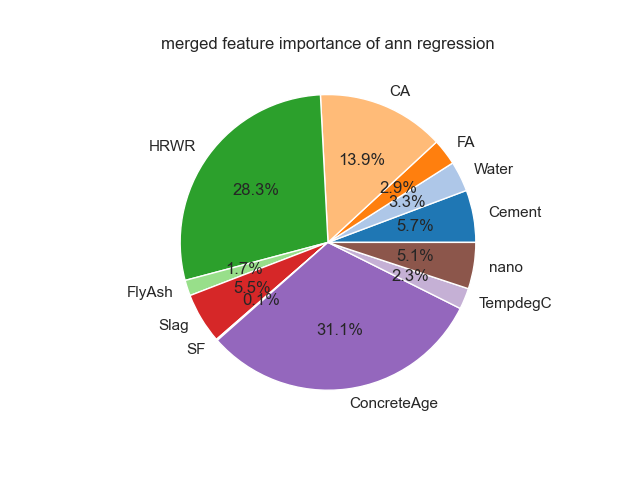 merged feature importance of ann regression
CA
HRWR
FA
13.9%
Water
28.3%
2.9%
3.3%
Cement
5.7%
1.7%
5.1%
nano
FlyAsh
5.5%
2.3%
0.1%
TempdegC
Slag
31.1%
SF
ConcreteAge